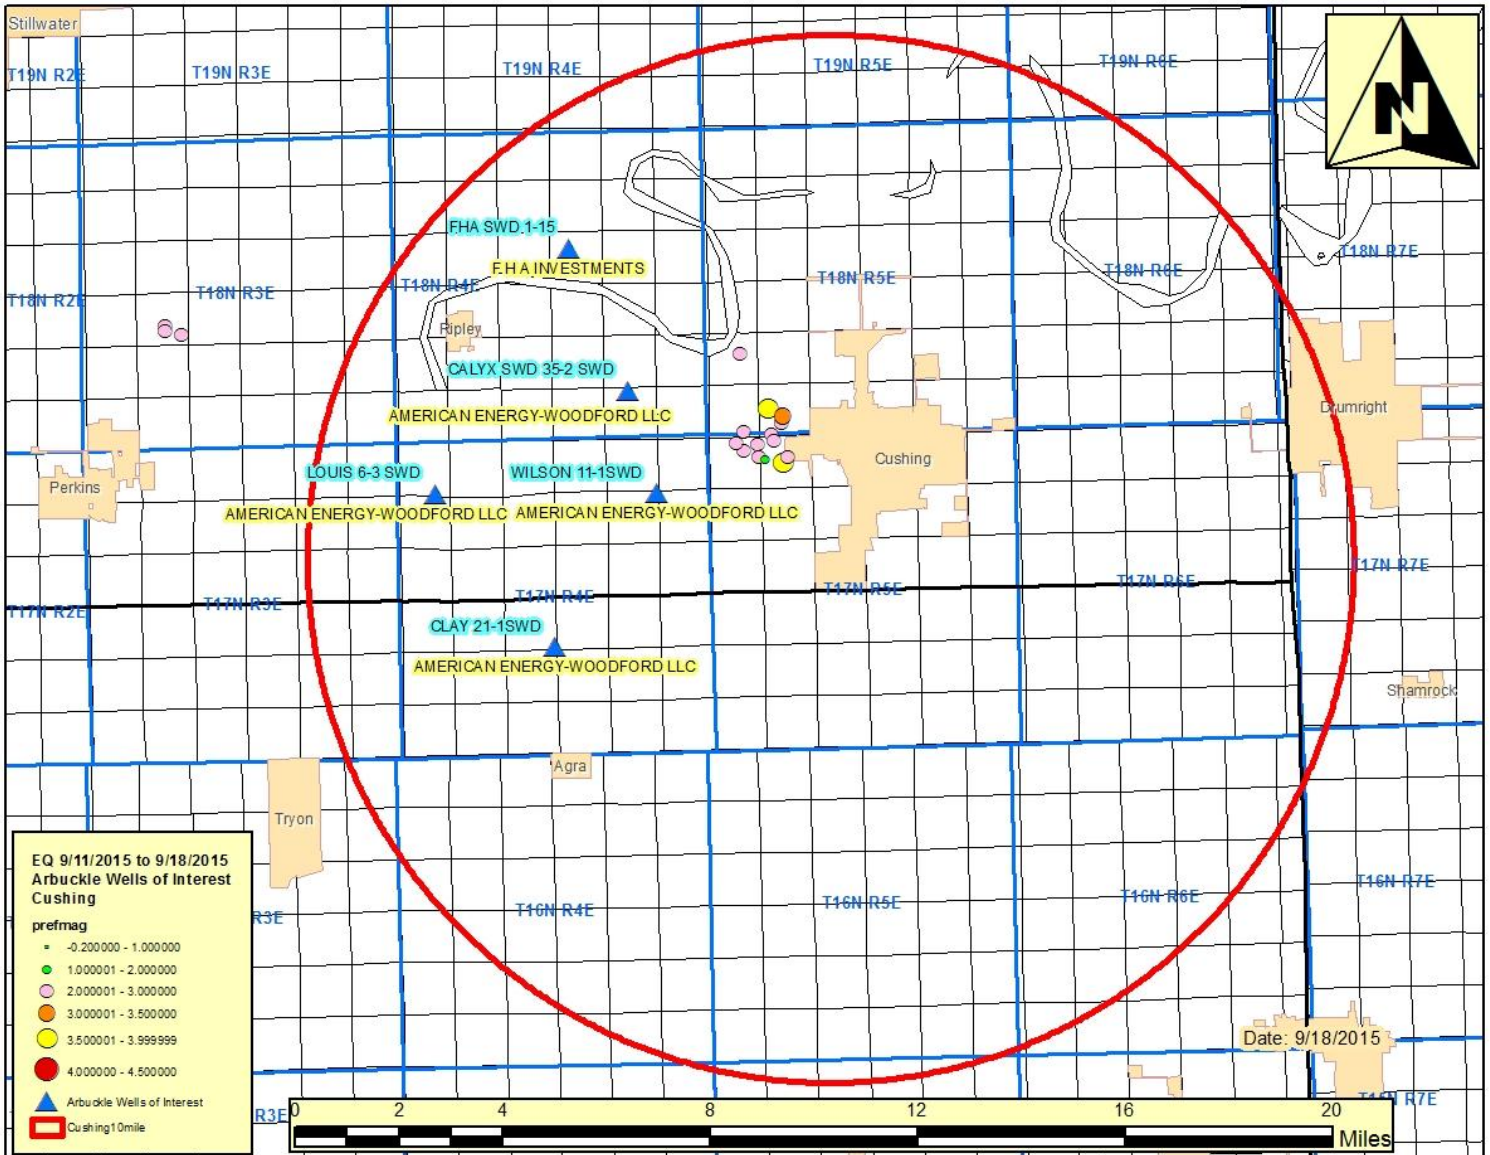 Stillwater
T19N R2E
T19N R3E
T19N R4E
T19N R5E
T19N R6E
N
FHA SWD.1-15
F.H A INVESTMENTS
T18N R2E
T18N R3E
T18N R4E
T18N R5E
T18N R6E
T18N R7E
Ripley
CALYX SWD 35-2 SWD
AMERICAN ENERGY-WOODFORD LLC
Drumright
Perkins
LOUIS 6-3 SWD
WILSON 11-1SWD
Cushing
AMERICAN ENERGY-WOODFORD LLC
AMERICAN ENERGY-WOODFORD LLC
T17N R2E
T17N R3E
T17N R4E
T17N R5E
T17N R6E
T17N R7E
CLAY 21-1SWD
AMERICAN ENERGY-WOODFORD LLC
Shamrock
Agra
Tryon
R3E
T16N R4E
T16N R5E
T16N R6E
T16N R7E
EQ 9/11/2015 to 9/18/2015
Arbuckle Wells of Interest
Cushing
prefmag
-0.200000 - 1.000000
1.000001 - 2.000000
2.000001 - 3.000000
3.000001 - 3.500000
3.500001 - 3.999999
4.000000 - 4.500000
Arbuckle Wells of Interest
Cushing10mile
Date: 9/18/2015
R3E
T15N R7E
0 2 4 8 12 16 20
Miles